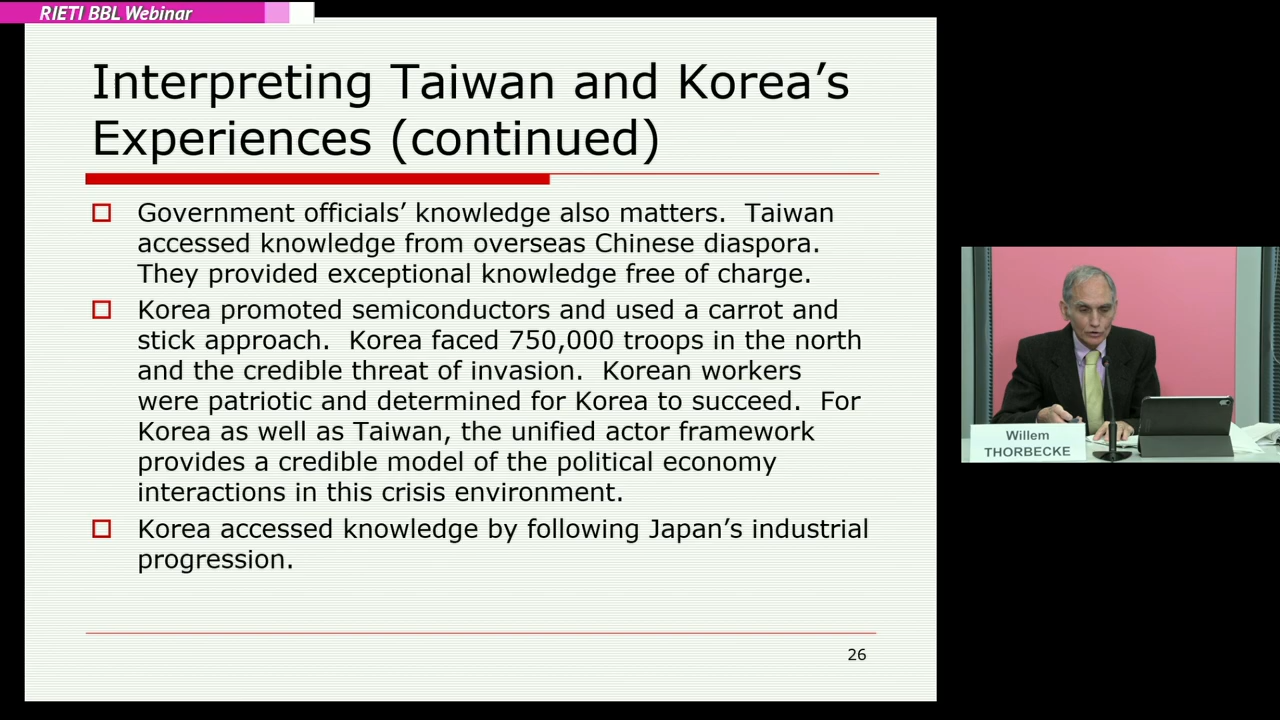 RIETI BBL Webinar
Interpreting Taiwan and Korea’s
Experiences (continued)
Government officials’ knowledge also matters.  Taiwan
accessed knowledge from overseas Chinese diaspora.
They provided exceptional knowledge free of charge.
Korea promoted semiconductors and used a carrot and
stick approach.  Korea faced 750,000 troops in the north
and the credible threat of invasion.  Korean workers
were patriotic and determined for Korea to succeed.  For
Korea as well as Taiwan, the unified actor framework
provides a credible model of the political economy
interactions in this crisis environment.
Korea accessed knowledge by following Japan’s industrial
progression.
26
Willem
THORBECKE